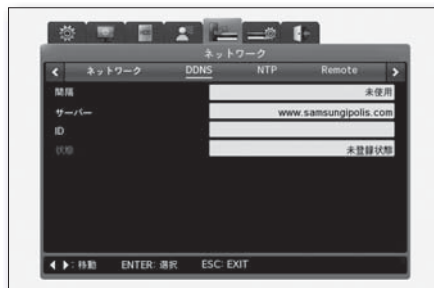 ネットワーク
ネットワーク DDNS NTP Remote
間隔 未使用
サーバー www.samsungipolis.com
ID
状態 未登録状態
◀ ▶: 移動 ENTER: 選択 ESC: EXIT